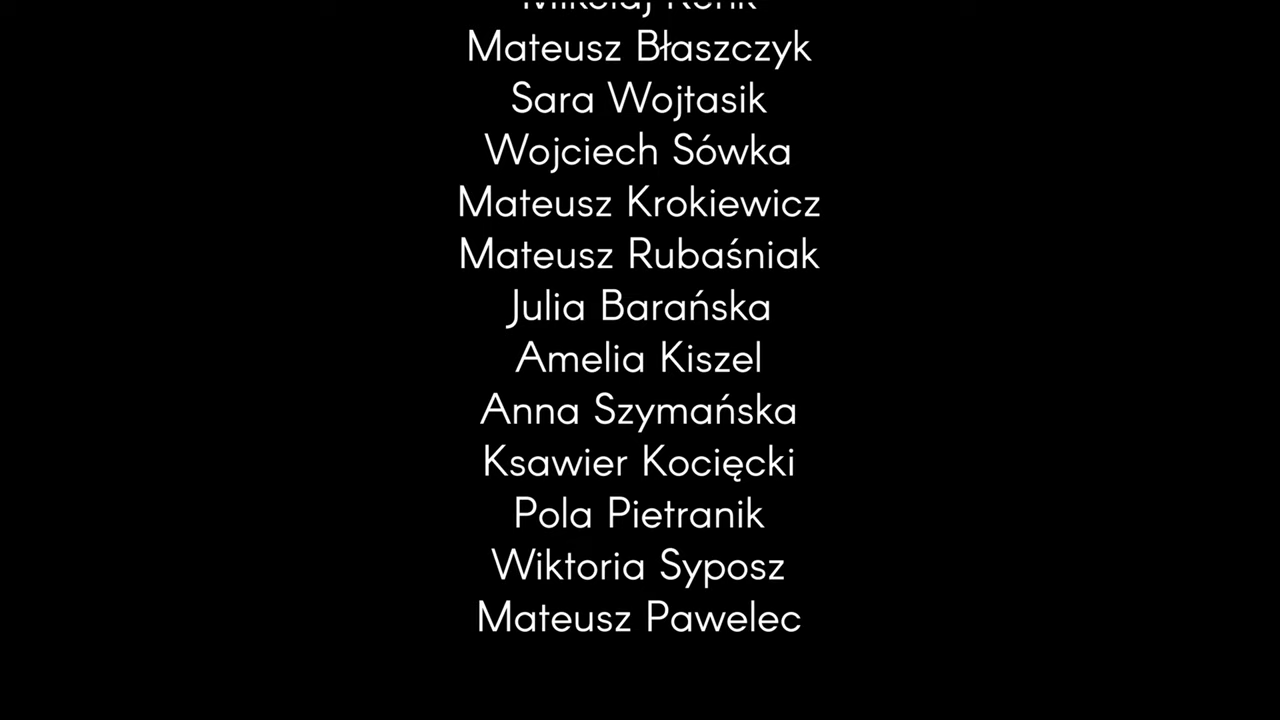 Mateusz Błaszczyk
Sara Wojtasik
Wojciech Sówka
Mateusz Krokiewicz
Mateusz Rubaśniak
Julia Barańska
Amelia Kiszel
Anna Szymańska
Ksawier Kocięcki
Pola Pietranik
Wiktoria Syposz
Mateusz Pawelec